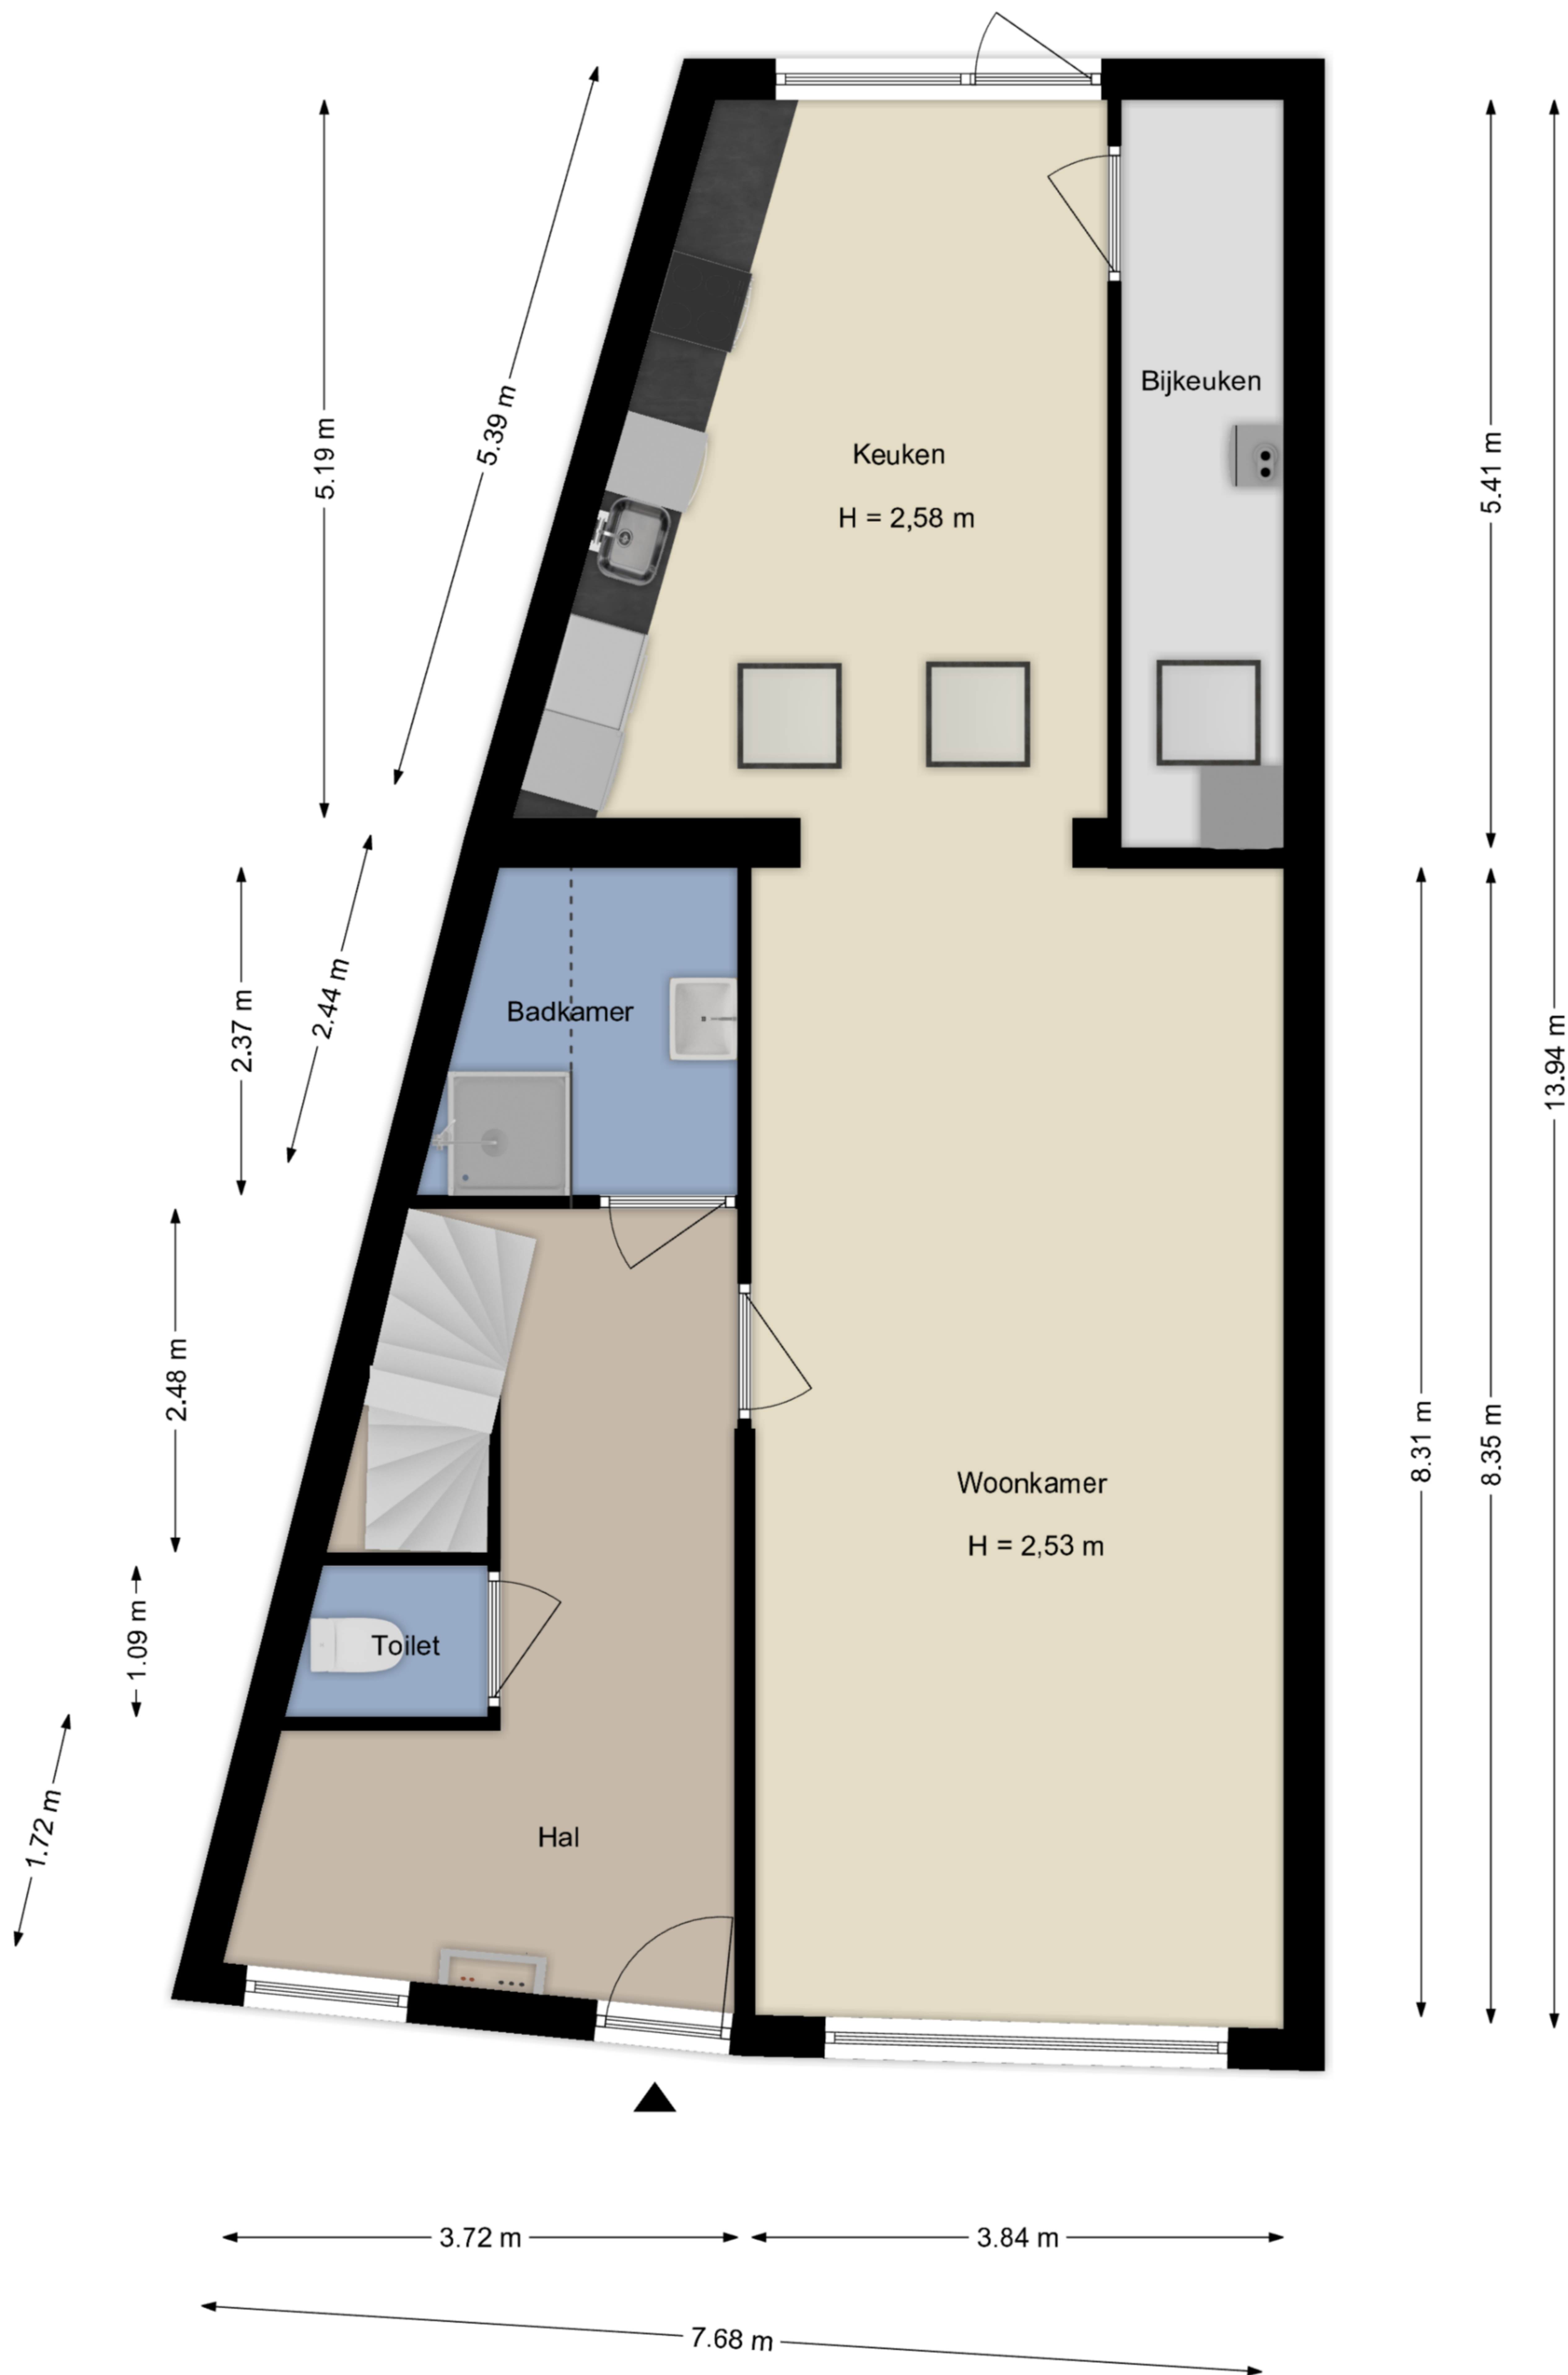 5.19 m
5.39 m
Bijkeuken
Keuken
H = 2,58 m
5.41 m
2.44 m
2.37 m
Badkamer
13.94 m
2.48 m
8.31 m
8.35 m
Woonkamer
H = 2,53 m
1.09 m
Toilet
1.72 m
Hal
3.72 m
3.84 m
7.68 m